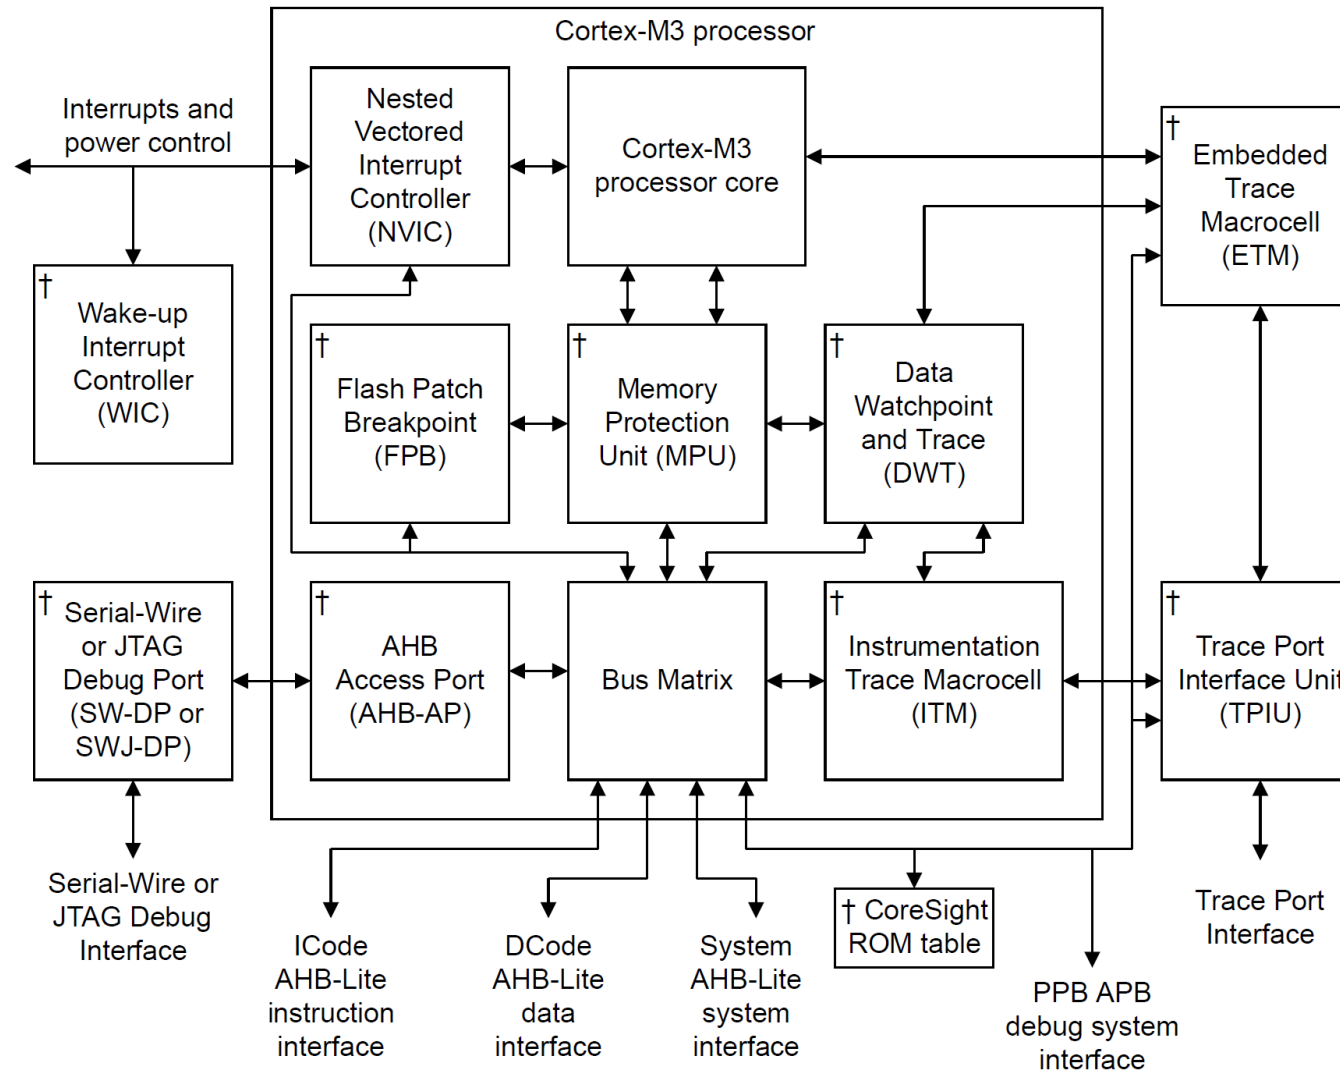 Cortex-M3 processor
Interrupts and
power control
Nested
Vectored
Interrupt
Controller
(NVIC)
Cortex-M3
processor core
†
Embedded
Trace
Macrocell
(ETM)
†
Wake-up
Interrupt
Controller
(WIC)
†
Flash Patch
Breakpoint
(FPB)
†
Memory
Protection
Unit (MPU)
†
Data
Watchpoint
and Trace
(DWT)
†
Serial-Wire
or JTAG
Debug Port
(SW-DP or
SWJ-DP)
†
AHB
Access Port
(AHB-AP)
Bus Matrix
†
Instrumentation
Trace Macrocell
(ITM)
†
Trace Port
Interface Unit
(TPIU)
Serial-Wire or
JTAG Debug
Interface
ICode
AHB-Lite
instruction
interface
DCode
AHB-Lite
data
interface
System
AHB-Lite
system
interface
† CoreSight
ROM table
PPB APB
debug system
interface
Trace Port
Interface